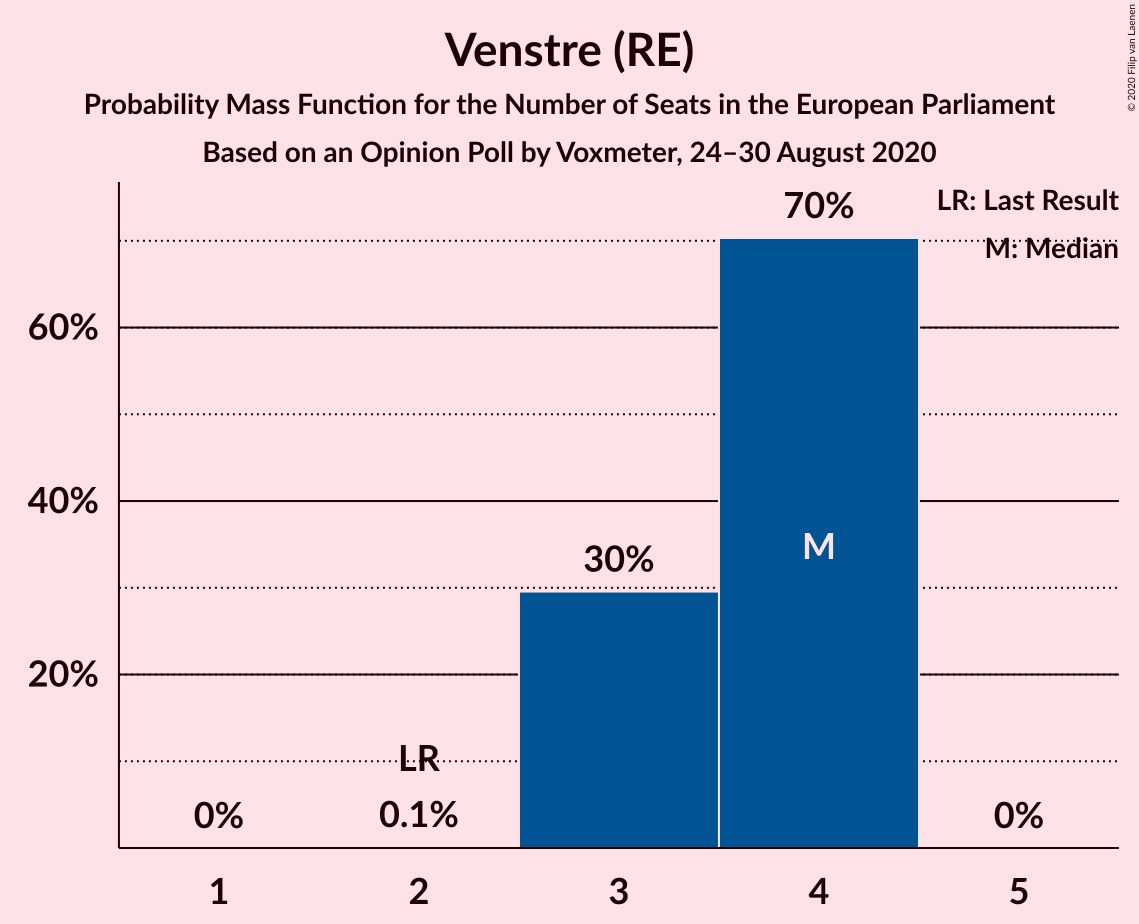 Venstre (RE)
Probability Mass Function for the Number of Seats in the European Parliament
Based on an Opinion Poll by Voxmeter, 24–30 August 2020
© 2020 Filip van Laenen
LR: Last Result
M: Median
70%
60%
40%
20%
30%
M
LR
0%
0.1%
0%
1
2
3
4
5